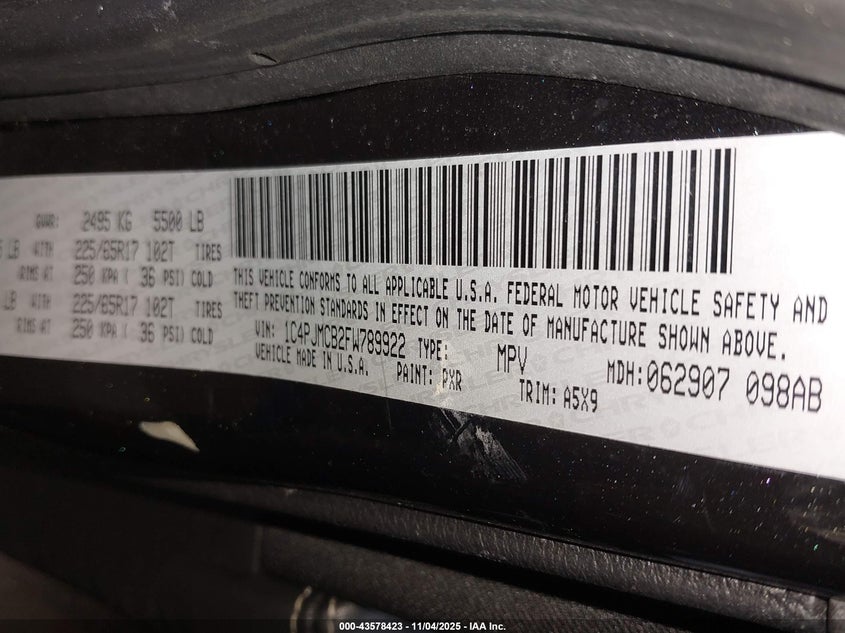 GVWR: 2495 KG 5500 LB
LB WITH 225/65R17 102T TIRES
RIMS AT 250 KPA ( 36 PSI) COLD
LB WITH 225/65R17 102T TIRES
RIMS AT 250 KPA ( 36 PSI) COLD
THIS VEHICLE CONFORMS TO ALL APPLICABLE U.S.A. FEDERAL MOTOR VEHICLE SAFETY AND
THEFT PREVENTION STANDARDS IN EFFECT ON THE DATE OF MANUFACTURE SHOWN ABOVE.
VIN: 1C4PJMCB2FW789922 TYPE: MPV MDH:062907 098AB
VEHICLE MADE IN U.S.A. PAINT: PXR TRIM: A5X9
000-43578423 - 11/04/2025 - IAA Inc.